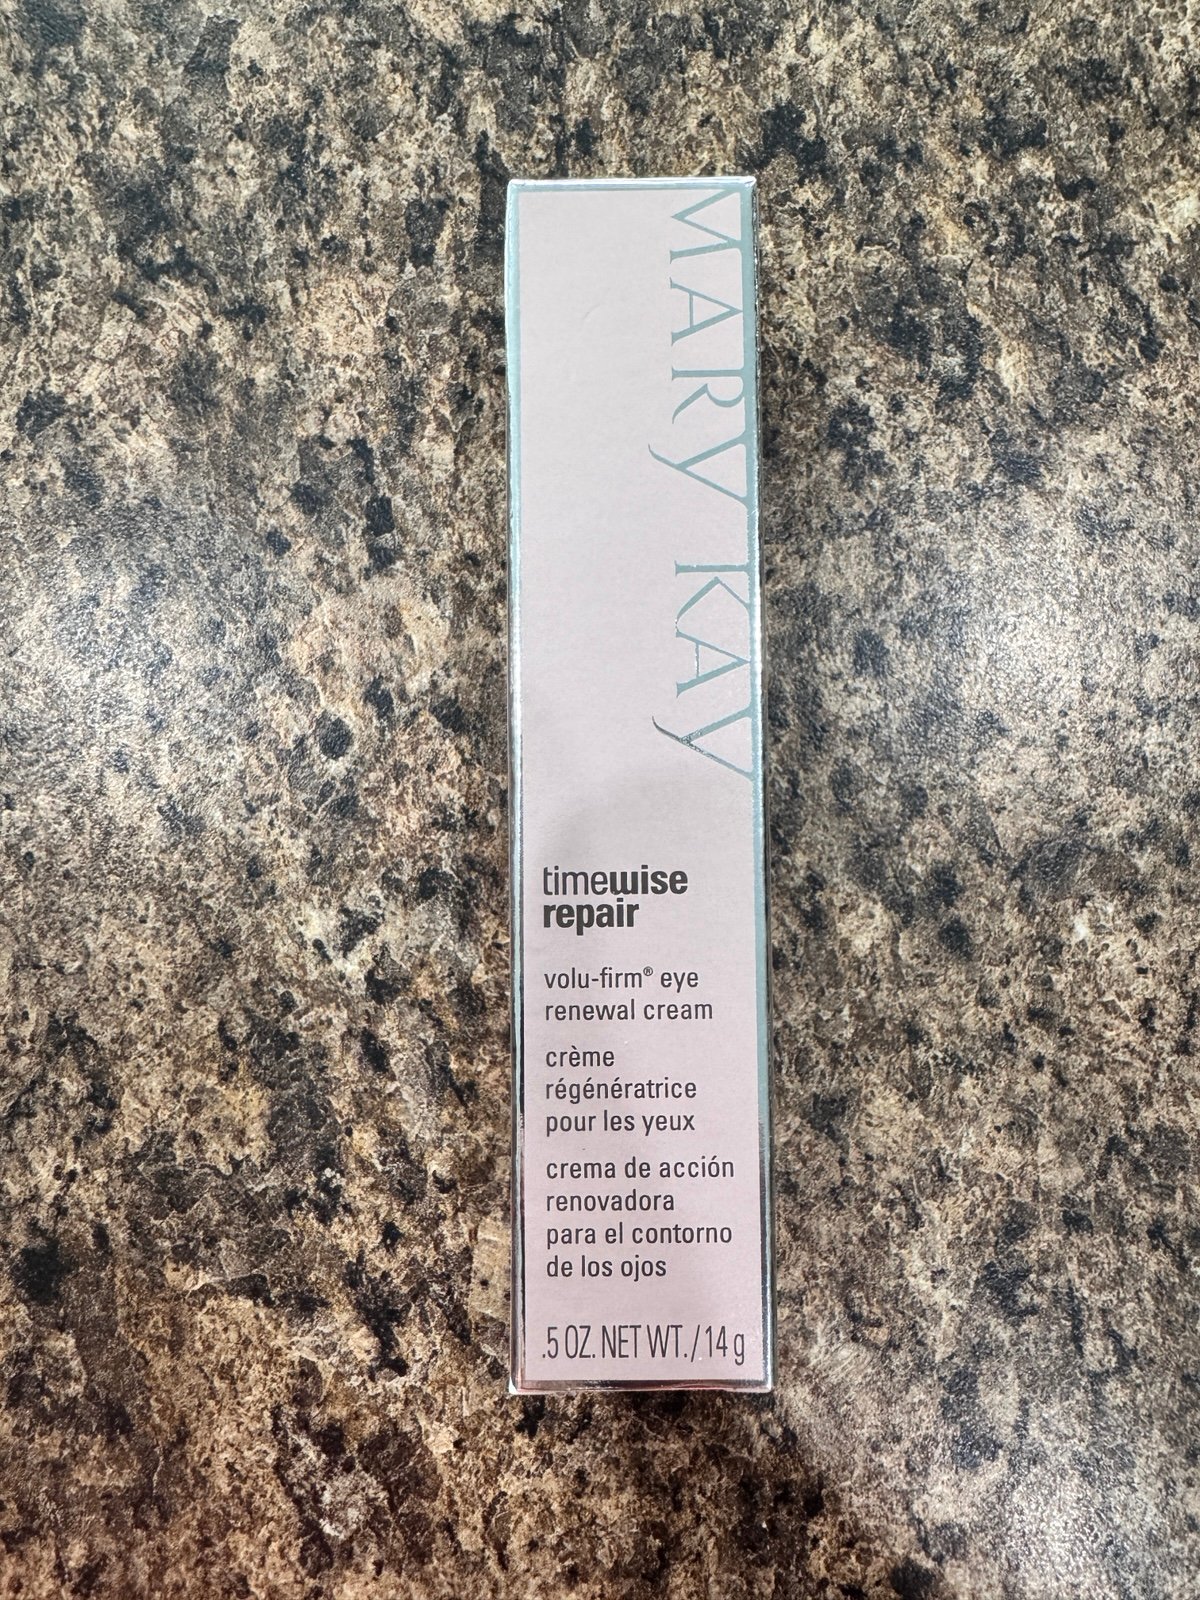 MARY KAY
timewise
repair
volu-firm® eye
renewal cream
crème
régénératrice
pour les yeux
crema de acción
renovadora
para el contorno
de los ojos
.5 OZ. NET WT./14 g